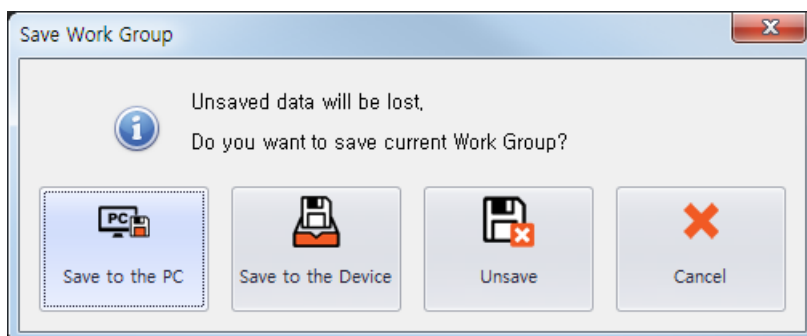 Save Work Group
Unsaved data will be lost,
Do you want to save current Work Group?
PC
Save to the PC
Save to the Device
Unsave
Cancel